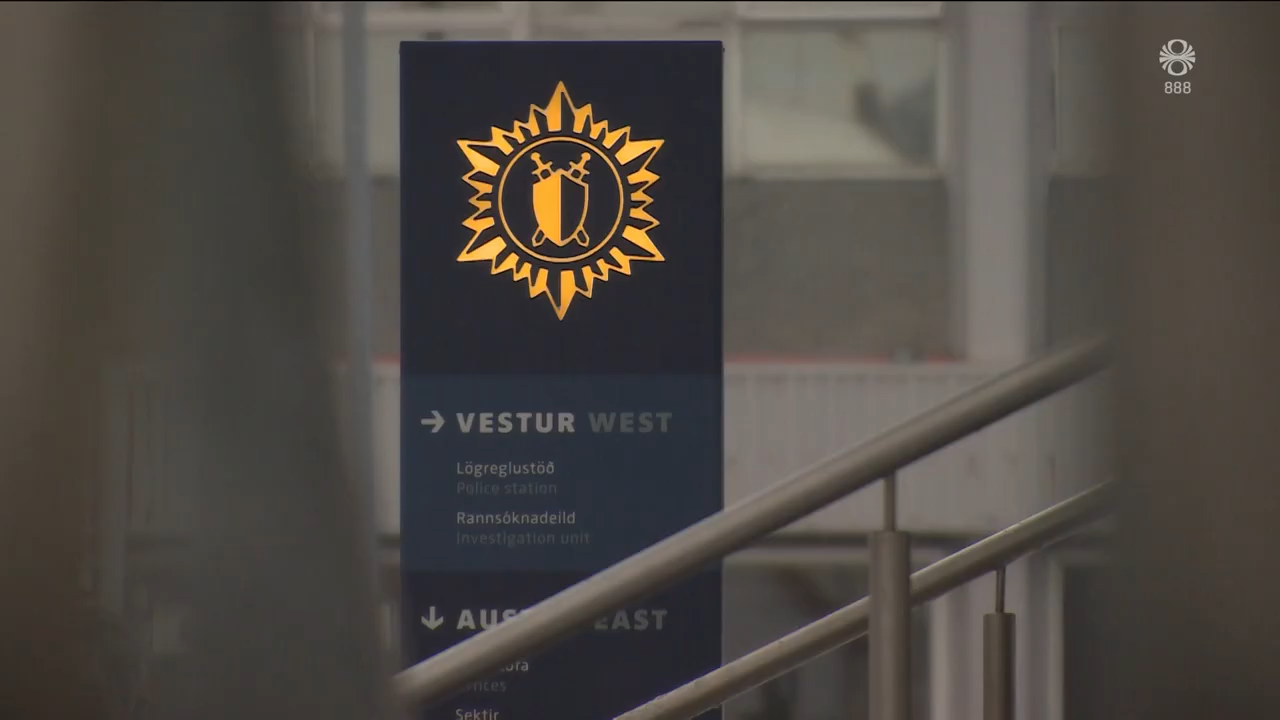 888
→ VESTUR WEST
Lögreglustöð
Police station
Rannsóknadeild
Investigation unit
↓ EAST
Sektir